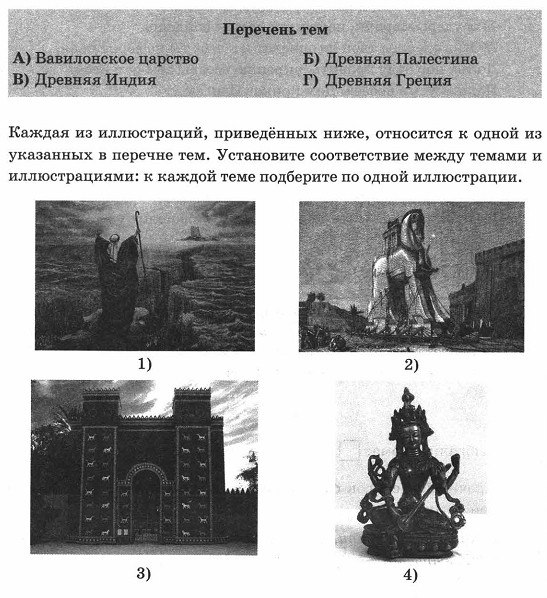 Перечень тем
А) Вавилонское царство Б) Древняя Палестина
В) Древняя Индия Г) Древняя Греция
Каждая из иллюстраций, приведённых ниже, относится к одной из
указанных в перечне тем. Установите соответствие между темами и
иллюстрациями: к каждой теме подберите по одной иллюстрации.
1) 2)
3) 4)